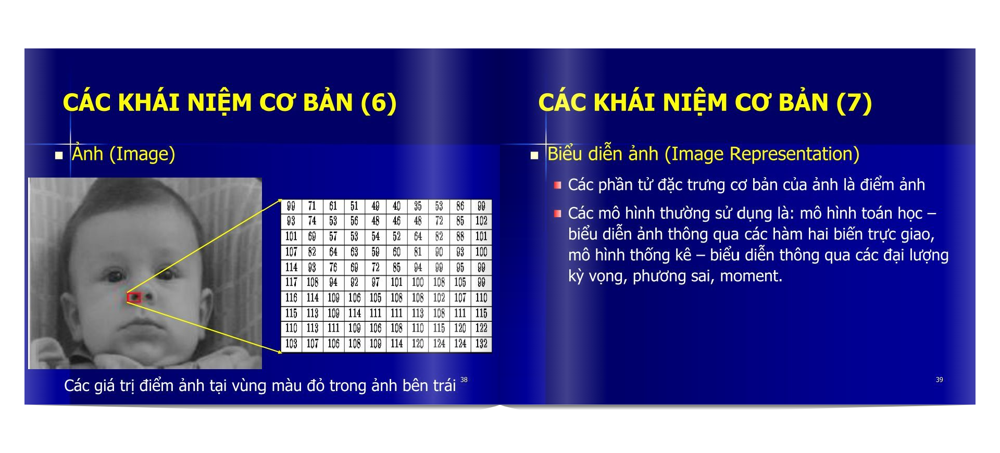 CÁC KHÁI NIỆM CƠ BẢN (6)
Ảnh (Image)
99 71 61 51 49 40 35 53 86 99
93 74 53 56 48 46 48 72 85 102
101 69 57 53 54 52 64 82 88 101
107 82 64 63 59 60 81 90 93 100
114 93 76 69 72 85 94 99 95 99
117 108 94 92 97 101 100 108 105 99
116 114 109 106 105 108 108 102 107 110
115 113 109 114 111 111 113 108 111 115
110 113 111 109 106 108 110 115 120 122
103 107 106 108 109 114 120 124 124 132
Các giá trị điểm ảnh tại vùng màu đỏ trong ảnh bên trái
38
CÁC KHÁI NIỆM CƠ BẢN (7)
Biểu diễn ảnh (Image Representation)
Các phần tử đặc trưng cơ bản của ảnh là điểm ảnh
Các mô hình thường sử dụng là: mô hình toán học –
biểu diễn ảnh thông qua các hàm hai biến trực giao,
mô hình thống kê – biểu diễn thông qua các đại lượng
kỳ vọng, phương sai, moment.
39